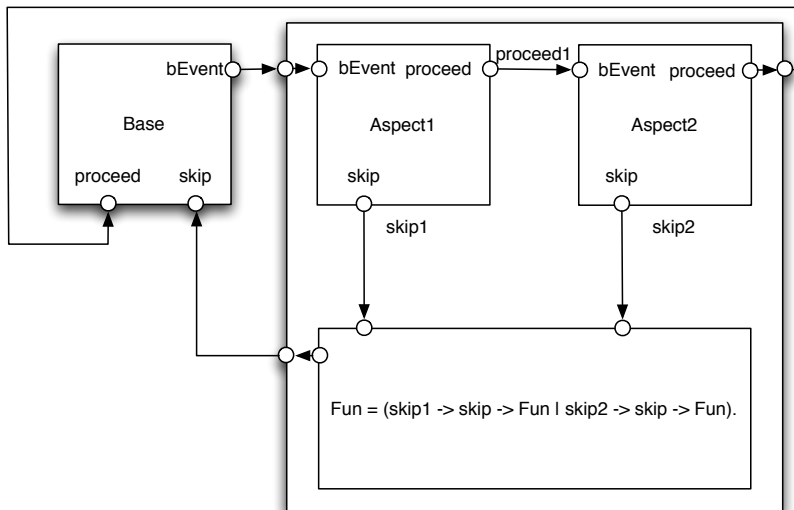 proceed1
bEvent
bEvent proceed
bEvent proceed
Base
Aspect1
Aspect2
proceed skip
skip
skip
skip1
skip2
Fun = (skip1 -> skip -> Fun | skip2 -> skip -> Fun).